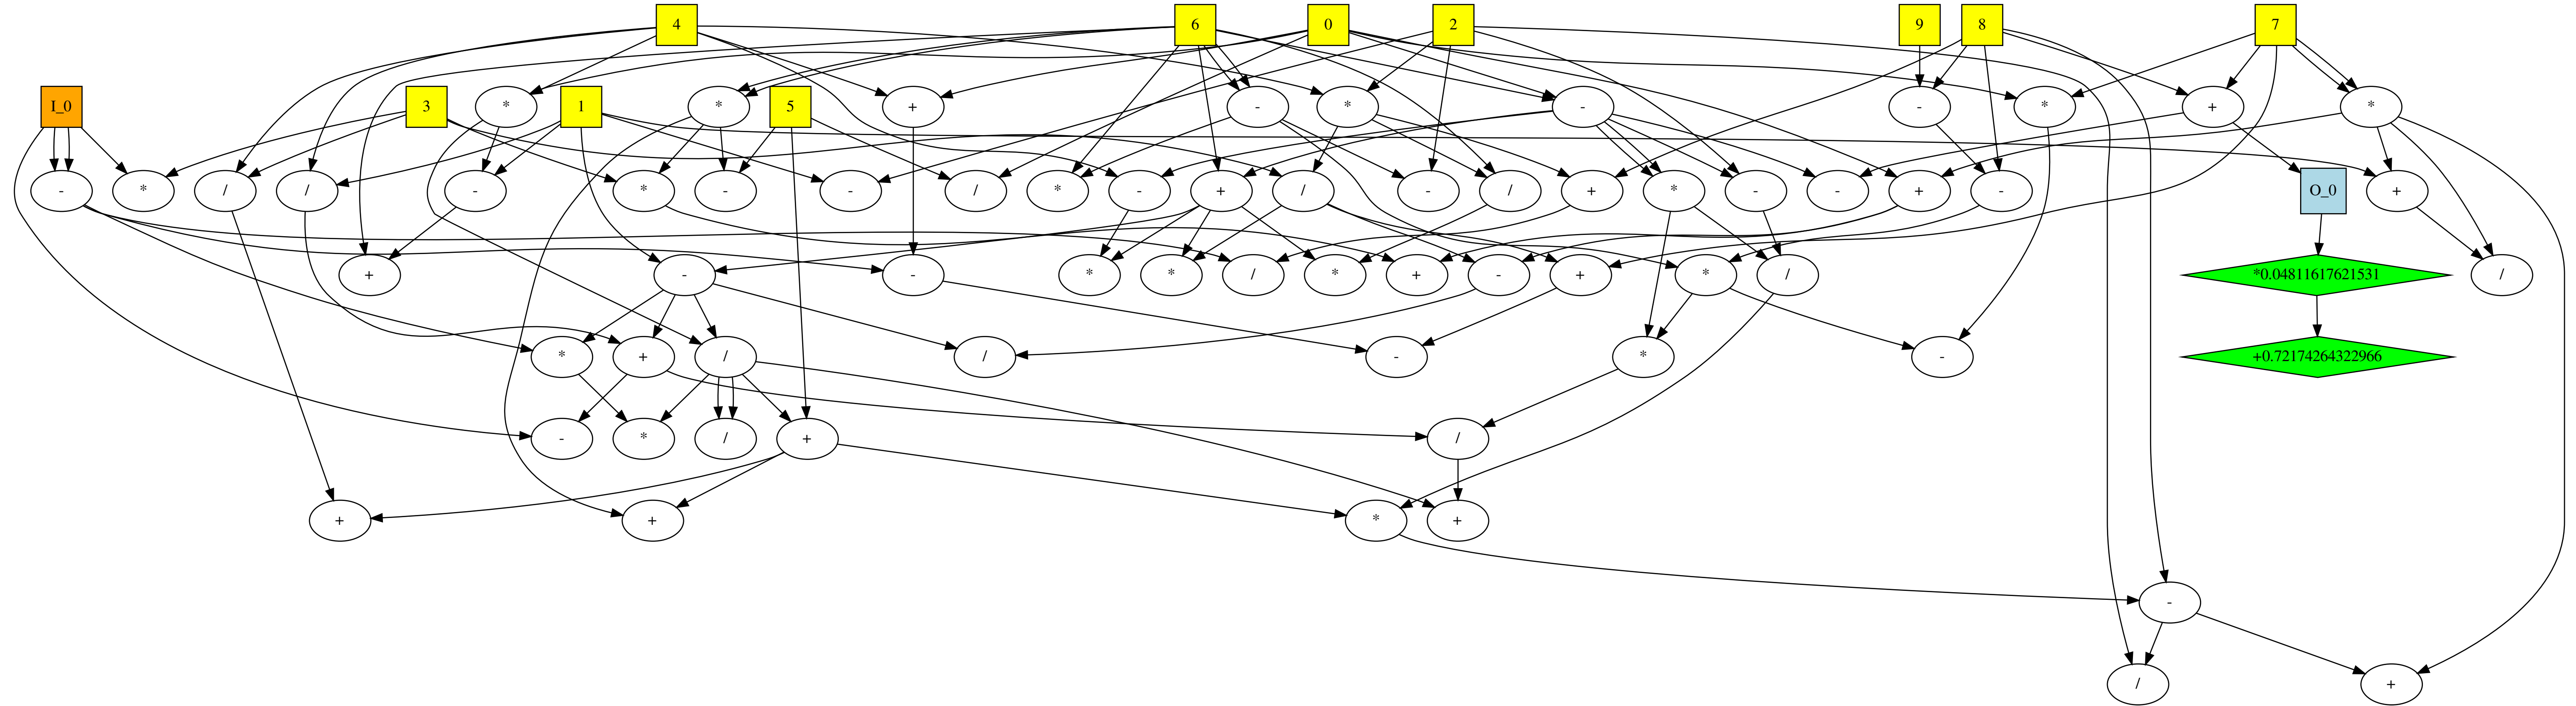 4 6 0 2 9 8 7
I_0 3 * 1 * 5 + - * - - * + *
- * / / - * - - / * - + / - / + * - - + - O_0 +
+ - - * * / * + - + * / *0.04811617621531 /
* + / / - * - +0.72174264322966
- * / + /
+ + * +
-
/ +